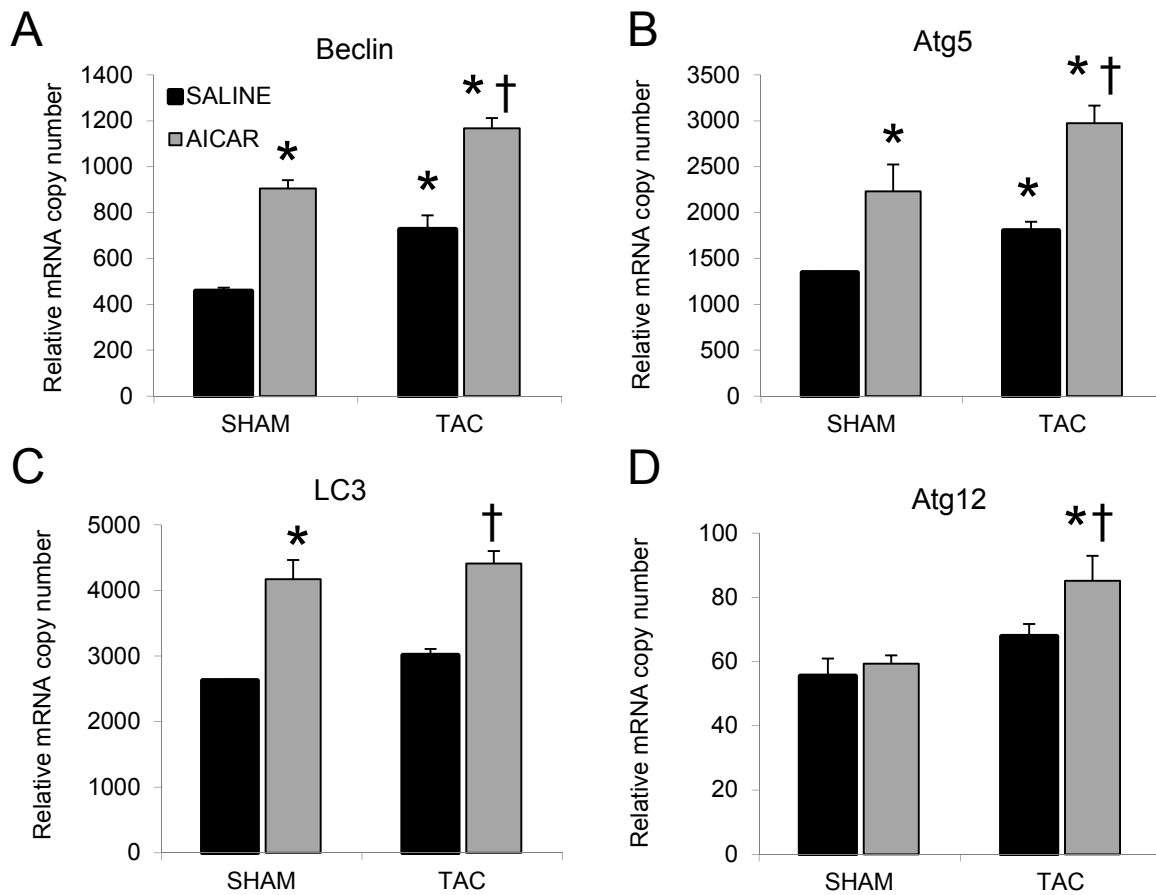 A
Beclin
Relative mRNA copy number
1400
1200
1000
800
600
400
200
0
SALINE
AICAR
*
*
* †
SHAM
TAC
B
Atg5
Relative mRNA copy number
3500
3000
2500
2000
1500
1000
500
0
*
*
* †
SHAM
TAC
C
LC3
Relative mRNA copy number
5000
4000
3000
2000
1000
0
*
†
SHAM
TAC
D
Atg12
Relative mRNA copy number
100
80
60
40
20
0
* †
SHAM
TAC